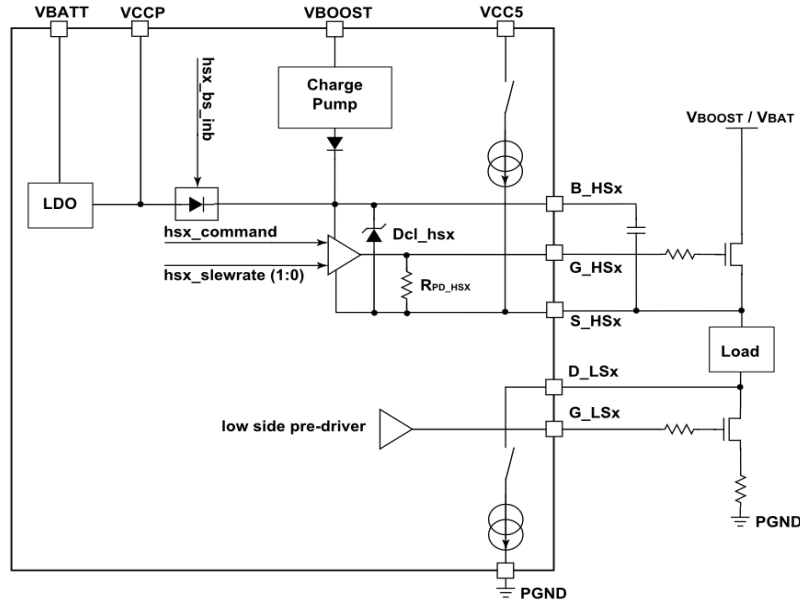 VBATT
VCCP
VBOOST
VCC5
hsx_bs_inb
Charge
Pump
VBOOST / VBAT
LDO
B_HSx
hsx_command
Dcl_hsx
G_HSx
hsx_slewrate (1:0)
RPD_HSX
S_HSx
Load
D_LSx
G_LSx
low side pre-driver
PGND
PGND